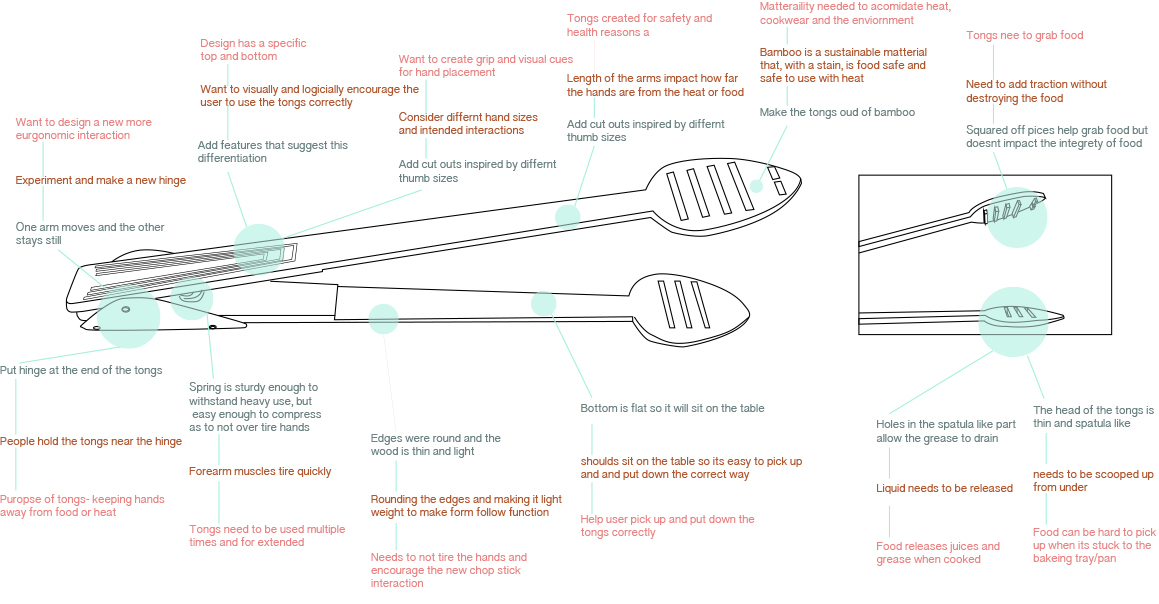 Design has a specific
top and bottom
Want to visually and logicially encourage the
user to use the tongs correctly
Add features that suggest this
differentiation
Want to create grip and visual cues
for hand placement
Consider differnt hand sizes
and intended interactions
Add cut outs inspired by differnt
thumb sizes
Tongs created for safety and
health reasons a
Length of the arms impact how far
the hands are from the heat or food
Add cut outs inspired by differnt
thumb sizes
Matteraility needed to acomidate heat,
cookwear and the enviornment
Bamboo is a sustainable matterial
that, with a stain, is food safe and
safe to use with heat
Make the tongs oud of bamboo
Tongs nee to grab food
Need to add traction without
destroying the food
Squared off pices help grab food but
doesnt impact the integrety of food
Want to design a new more
eurgonomic interaction
Experiment and make a new hinge
One arm moves and the other
stays still
Put hinge at the end of the tongs
People hold the tongs near the hinge
Puropse of tongs- keeping hands
away from food or heat
Spring is sturdy enough to
withstand heavy use, but
easy enough to compress
as to not over tire hands
Forearm muscles tire quickly
Tongs need to be used multiple
times and for extended
Edges were round and the
wood is thin and light
Rounding the edges and making it light
weight to make form follow function
Needs to not tire the hands and
encourage the new chop stick
interaction
Bottom is flat so it will sit on the table
shoulds sit on the table so its easy to pick up
and and put down the correct way
Help user pick up and put down the
tongs correctly
Holes in the spatula like part
allow the grease to drain
Liquid needs to be released
Food releases juices and
grease when cooked
The head of the tongs is
thin and spatula like
needs to be scooped up
from under
Food can be hard to pick
up when its stuck to the
bakeing tray/pan